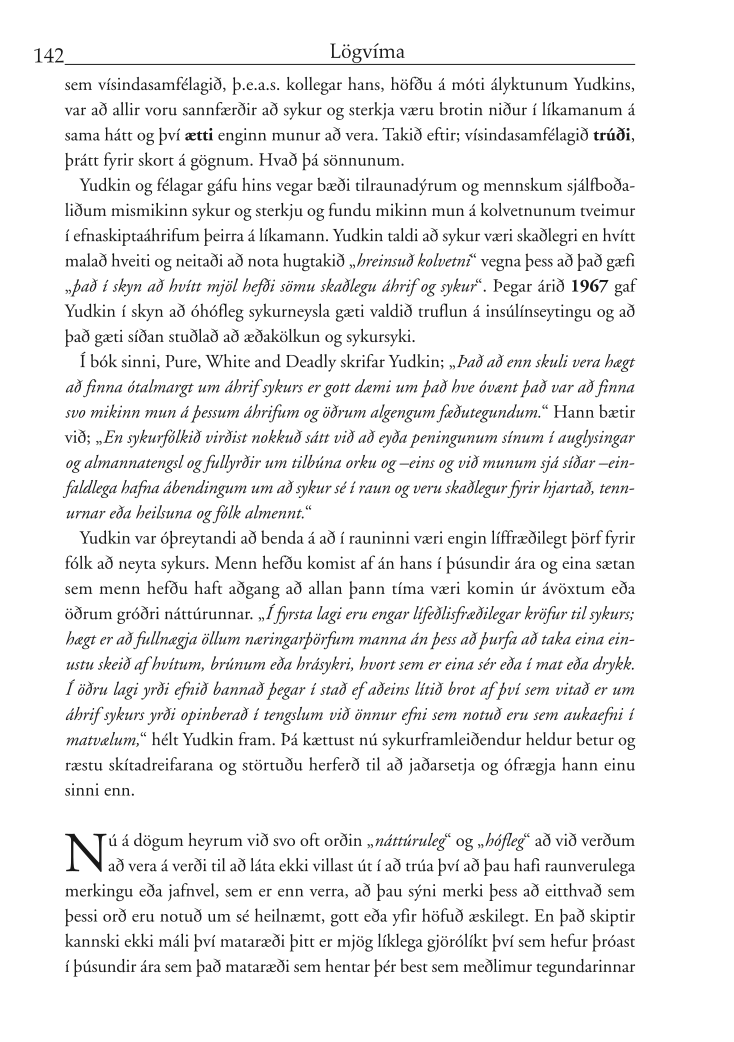 142
Lögvíma
sem vísindasamfélagið, þ.e.a.s. kollegar hans, höfðu á móti ályktunum Yudkins,
var að allir voru sannfærðir að sykur og sterkja væru brotin niður í líkamanum á
sama hátt og því ætti enginn munur að vera. Takið eftir; vísindasamfélagið trúði,
þrátt fyrir skort á gögnum. Hvað þá sönnunum.
Yudkin og félagar gáfu hins vegar bæði tilraunadýrum og mennskum sjálfboða-
liðum mismikinn sykur og sterkju og fundu mikinn mun á kolvetnunum tveimur
í efnaskiptaáhrifum þeirra á líkamann. Yudkin taldi að sykur væri skaðlegri en hvítt
malað hveiti og neitaði að nota hugtakið „hreinsuð kolvetni“ vegna þess að það gæfi
„það í skyn að hvítt mjöl hefði sömu skaðlegu áhrif og sykur“. Þegar árið 1967 gaf
Yudkin í skyn að óhófleg sykurneysla gæti valdið truflun á insúlínseytingu og að
það gæti síðan stuðlað að æðakölkun og sykursýki.
Í bók sinni, Pure, White and Deadly skrifar Yudkin; „Það að enn skuli vera hægt
að finna ótalmargt um áhrif sykurs er gott dæmi um það hve óvænt það var að finna
svo mikinn mun á þessum áhrifum og öðrum algengum fæðutegundum.“ Hann bætir
við; „En sykurfólkið virðist nokkuð sátt við að eyða peningunum sínum í auglysingar
og almannatengsl og fullyrðir um tilbúna orku og –eins og við munum sjá síðar –ein-
faldlega hafna ábendingum um að sykur sé í raun og veru skaðlegur fyrir hjartað, tenn-
urnar eða heilsuna og fólk almennt.“
Yudkin var óþreytandi að benda á að í rauninni væri engin líffræðilegt þörf fyrir
fólk að neyta sykurs. Menn hefðu komist af án hans í þúsundir ára og eina sætan
sem menn hefðu haft aðgang að allan þann tíma væri komin úr ávöxtum eða
öðrum gróðri náttúrunnar. „Í fyrsta lagi eru engar lífeðlisfræðilegar kröfur til sykurs;
hægt er að fullnægja öllum næringarþörfum manna án þess að þurfa að taka eina ein-
ustu skeið af hvítum, brúnum eða hrásykri, hvort sem er eina sér eða í mat eða drykk.
Í öðru lagi yrði efnið bannað þegar í stað ef aðeins lítið brot af því sem vitað er um
áhrif sykurs yrði opinberað í tengslum við önnur efni sem notuð eru sem aukaefni í
matvælum,“ hélt Yudkin fram. Þá kættust nú sykurframleiðendur heldur betur og
ræstu skítadreifarana og störtuðu herferð til að jaðarsetja og ófrægja hann einu
sinni enn.
Nú á dögum heyrum við svo oft orðin „náttúruleg“ og „hófleg“ að við verðum
að vera á verði til að láta ekki villast út í að trúa því að þau hafi raunverulega
merkingu eða jafnvel, sem er enn verra, að þau sýni merki þess að eitthvað sem
þessi orð eru notuð um sé heilnæmt, gott eða yfir höfuð æskilegt. En það skiptir
kannski ekki máli því mataræði þitt er mjög líklega gjörólíkt því sem hefur þróast
í þúsundir ára sem það mataræði sem hentar þér best sem meðlimur tegundarinnar